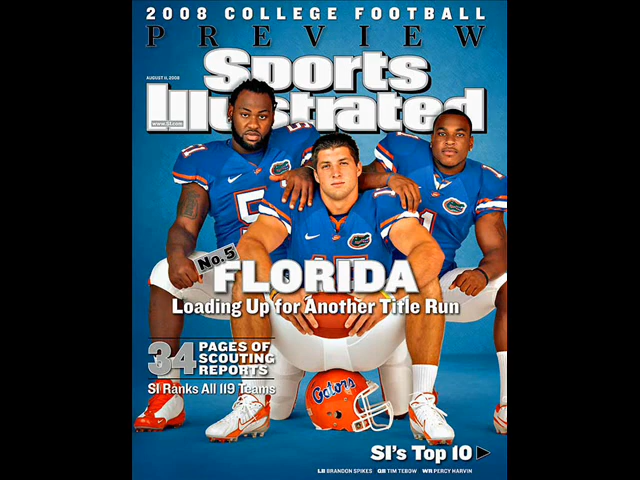 2008 COLLEGE FOOTBALL
PREVIEW
AUGUST 11, 2008
Sports
Illustrated
www.SI.com
No. 5
FLORIDA
Loading Up for Another Title Run
34 PAGES OF
SCOUTING
REPORTS
SI Ranks All 119 Teams
Gators
SI's Top 10
LB BRANDON SPIKES QB TIM TEBOW WR PERCY HARVIN